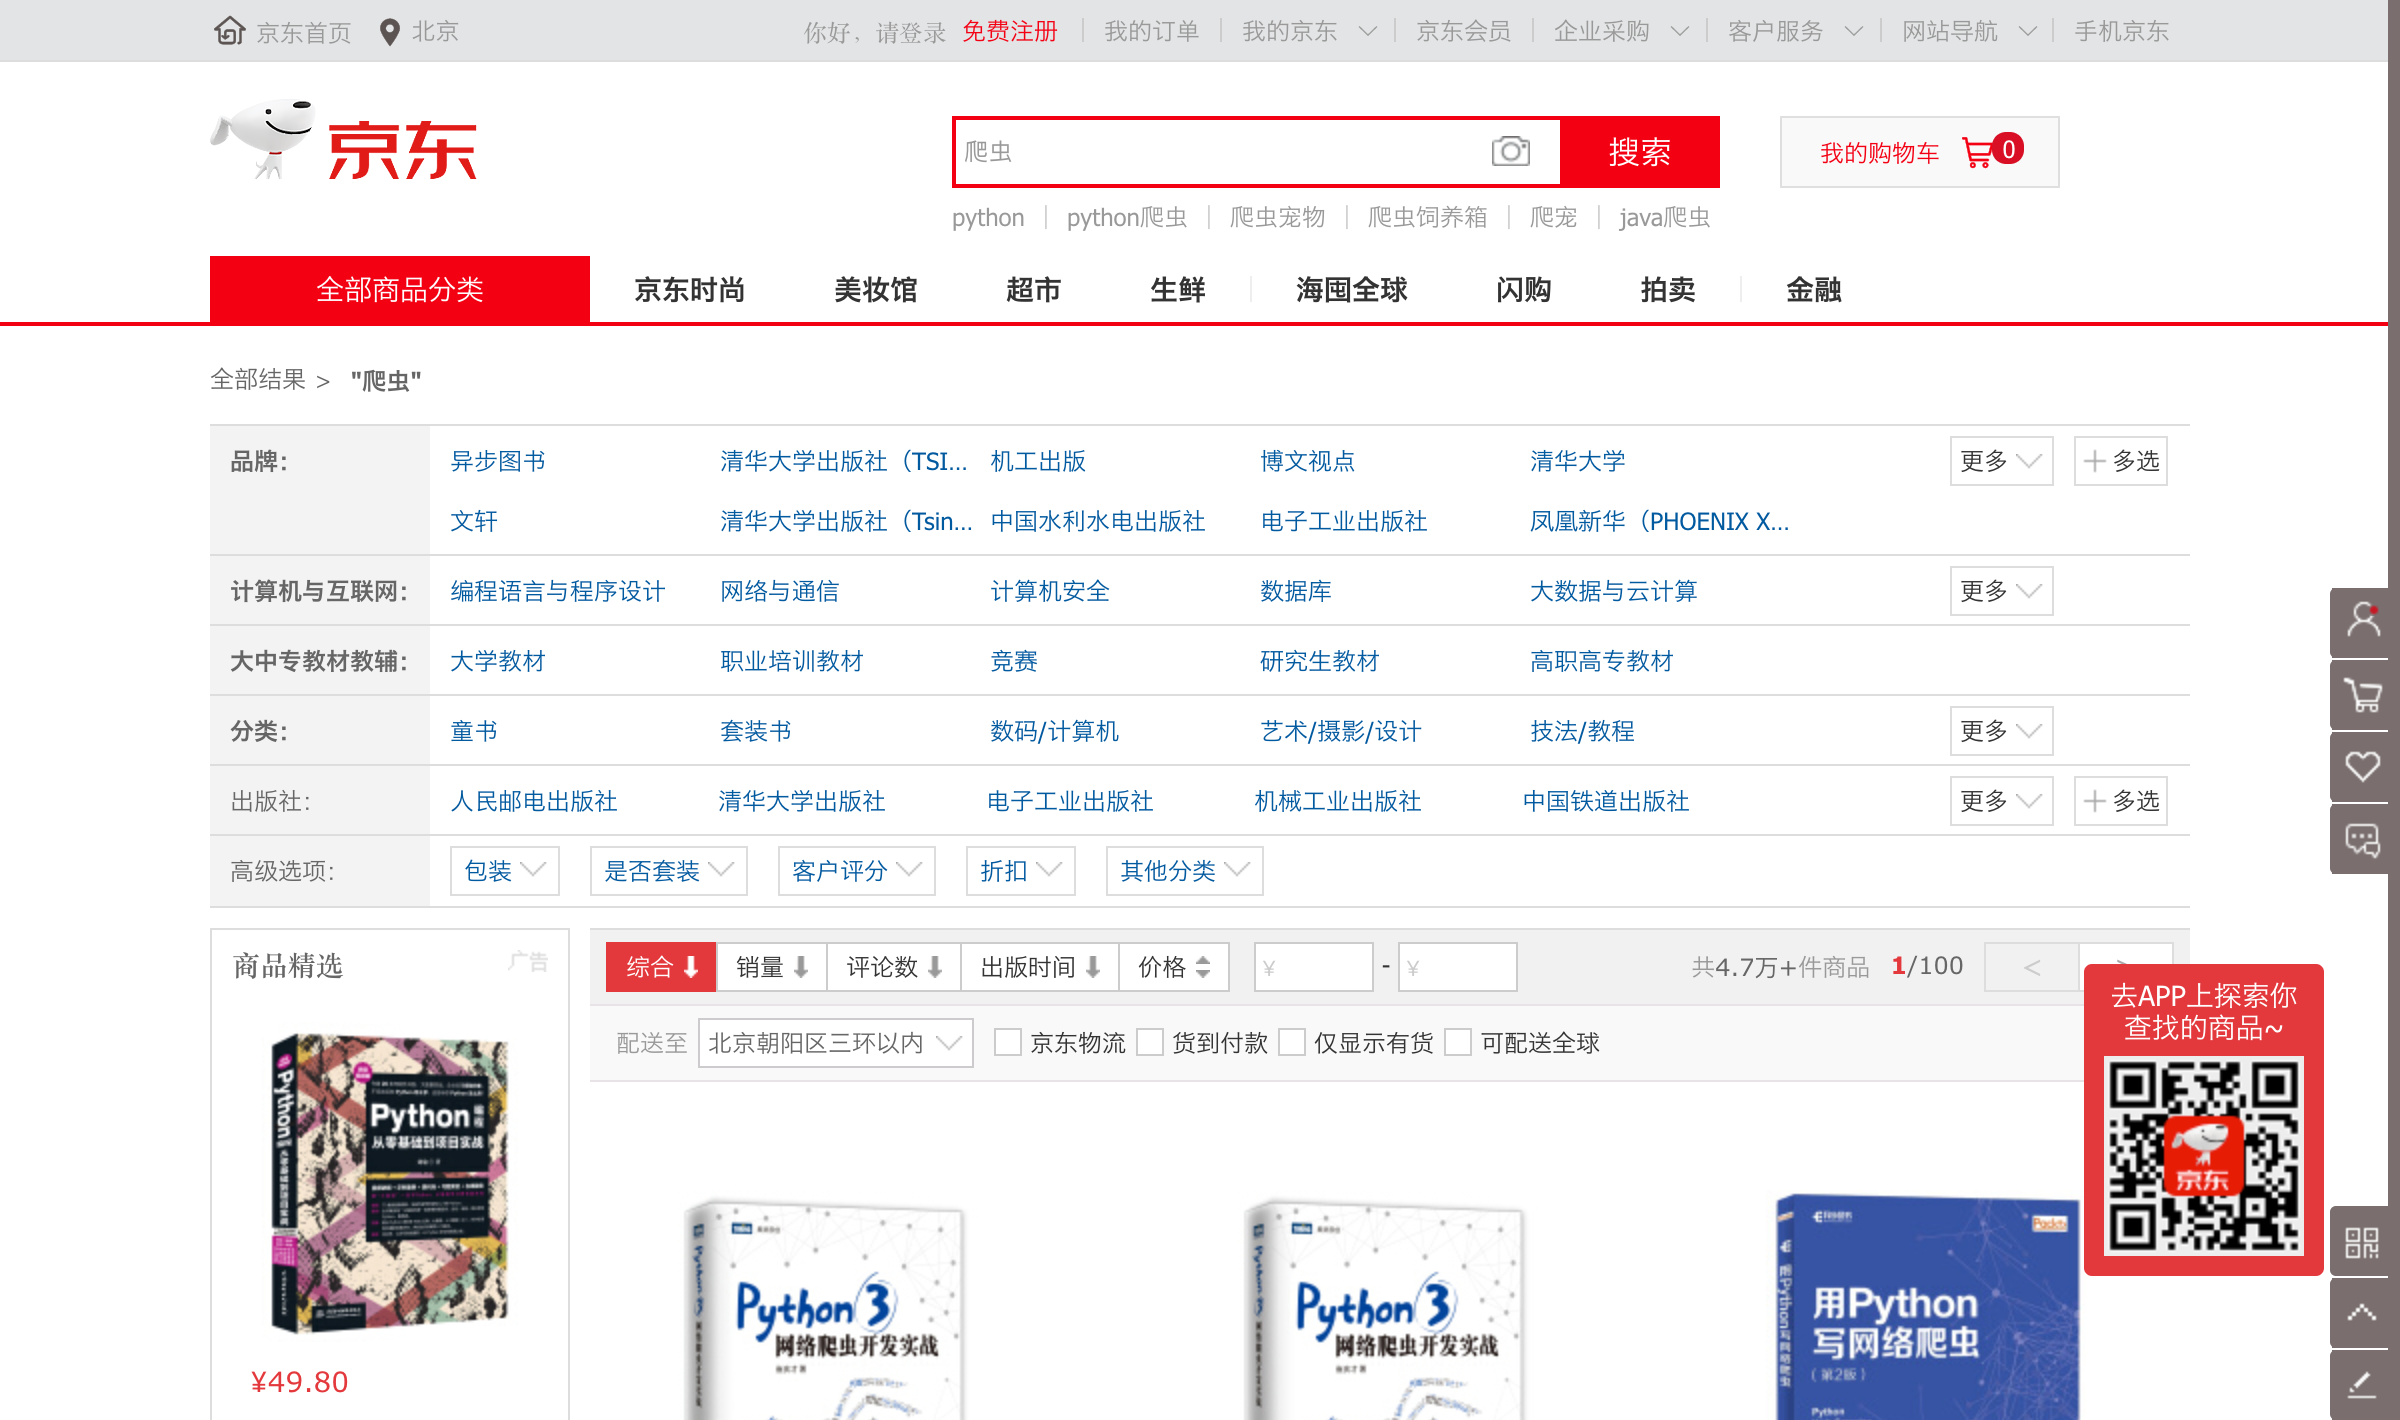 京东首页 北京 你好，请登录 免费注册 我的订单 我的京东 京东会员 企业采购 客户服务 网站导航 手机京东
京东
爬虫 搜索 我的购物车 0
python python爬虫 爬虫宠物 爬虫饲养箱 爬宠 java爬虫
全部商品分类 京东时尚 美妆馆 超市 生鲜 海囤全球 闪购 拍卖 金融
全部结果 > "爬虫"
品牌： 异步图书 清华大学出版社（TSI... 机工出版 博文视点 清华大学 更多 多选
文轩 清华大学出版社（Tsin... 中国水利水电出版社 电子工业出版社 凤凰新华（PHOENIX X...
计算机与互联网： 编程语言与程序设计 网络与通信 计算机安全 数据库 大数据与云计算 更多
大中专教材教辅： 大学教材 职业培训教材 竞赛 研究生教材 高职高专教材
分类： 童书 套装书 数码/计算机 艺术/摄影/设计 技法/教程 更多
出版社： 人民邮电出版社 清华大学出版社 电子工业出版社 机械工业出版社 中国铁道出版社 更多 多选
高级选项： 包装 是否套装 客户评分 折扣 其他分类
商品精选 广告
综合 销量 评论数 出版时间 价格 ¥ - ¥ 共4.7万+件商品 1/100 <
配送至 北京朝阳区三环以内 京东物流 货到付款 仅显示有货 可配送全球
去APP上探索你
查找的商品~
京东
Python 编程
从零基础到项目实战
Python
¥49.80
Python 3
网络爬虫开发实战
Python 3
网络爬虫开发实战
Packt
用Python
写网络爬虫
（第2版）
用Python写网络爬虫
Python